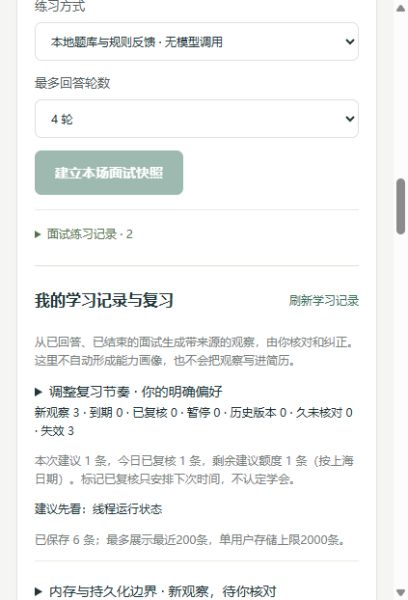 练习方式
本地题库与规则反馈 · 无模型调用
最多回答轮数
4 轮
建立本场面试快照
▶ 面试练习记录 · 2
我的学习记录与复习
刷新学习记录
从已回答、已结束的面试生成带来源的观察，由你核对和纠正。
这里不自动形成能力画像，也不会把观察写进简历。
▶ 调整复习节奏 · 你的明确偏好
新观察 3 · 到期 0 · 已复核 0 · 暂停 0 · 历史版本 0 · 久未核对 0
· 失效 3
本次建议 1 条，今日已复核 1 条，剩余建议额度 1 条（按上海
日期）。标记已复核只安排下次时间，不认定学会。
建议先看：线程运行状态
已保存 6 条；最多展示最近200条，单用户存储上限2000条。
▶ 内存与持久化边界 · 新观察，待你核对